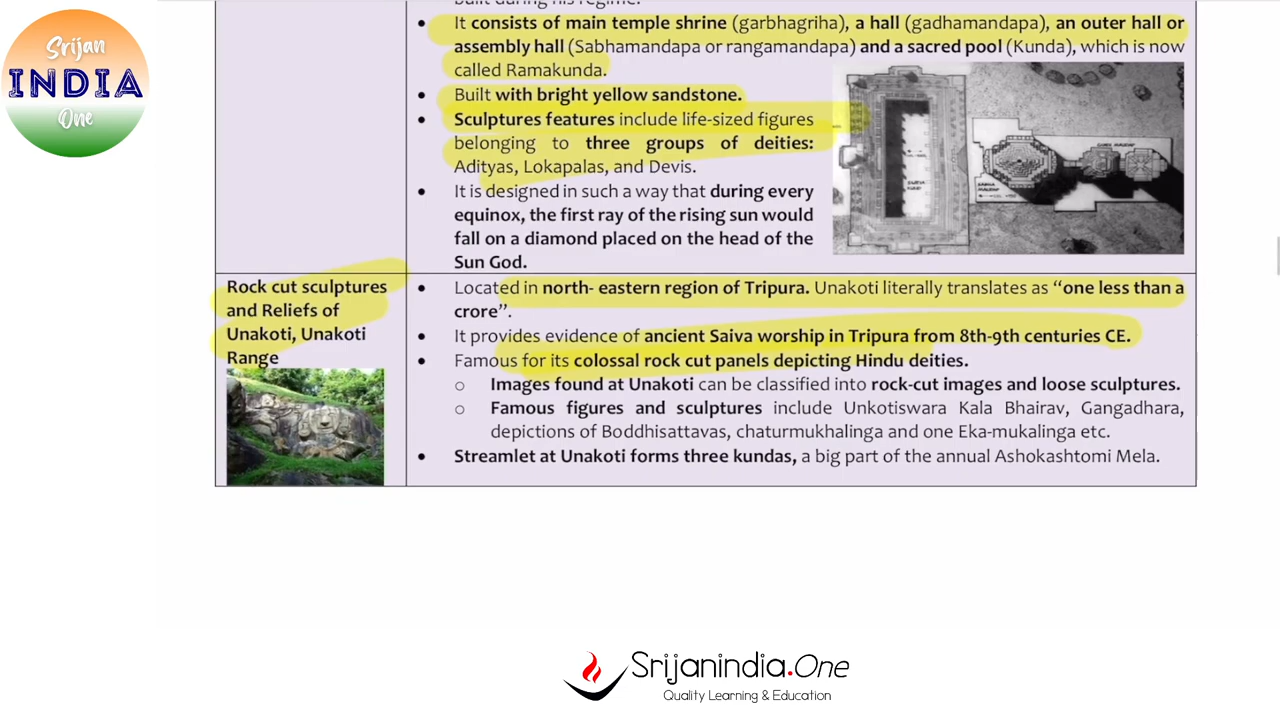 Srijan
INDIA
One
built during his regime.
• It consists of main temple shrine (garbhagriha), a hall (gadhamandapa), an outer hall or
assembly hall (Sabhamandapa or rangamandapa) and a sacred pool (Kunda), which is now
called Ramakunda.
• Built with bright yellow sandstone.
• Sculptures features include life-sized figures
belonging to three groups of deities:
Adityas, Lokapalas, and Devis.
• It is designed in such a way that during every
equinox, the first ray of the rising sun would
fall on a diamond placed on the head of the
Sun God.
Rock cut sculptures
and Reliefs of
Unakoti, Unakoti
Range
• Located in north- eastern region of Tripura. Unakoti literally translates as “one less than a
crore”.
• It provides evidence of ancient Saiva worship in Tripura from 8th-9th centuries CE.
• Famous for its colossal rock cut panels depicting Hindu deities.
o Images found at Unakoti can be classified into rock-cut images and loose sculptures.
o Famous figures and sculptures include Unkotiswara Kala Bhairav, Gangadhara,
depictions of Boddhisattavas, chaturmukhalinga and one Eka-mukalinga etc.
• Streamlet at Unakoti forms three kundas, a big part of the annual Ashokashtomi Mela.
Srijanindia.One
Quality Learning & Education